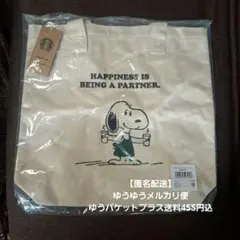 HAPPINESS IS
BEING A PARTNER.
【匿名配送】
ゆうゆうメルカリ便
ゆうパケットプラス送料455円込